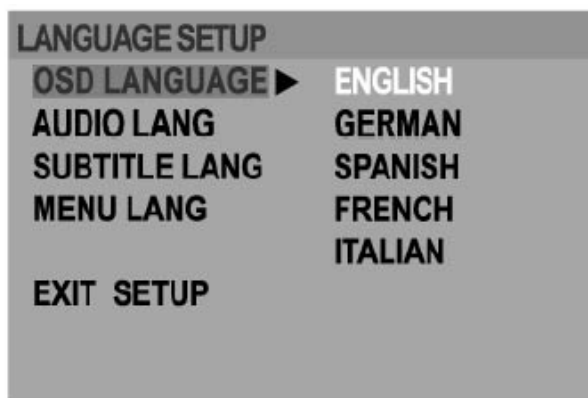 LANGUAGE SETUP
OSD LANGUAGE ▶ ENGLISH
AUDIO LANG GERMAN
SUBTITLE LANG SPANISH
MENU LANG FRENCH
ITALIAN
EXIT SETUP